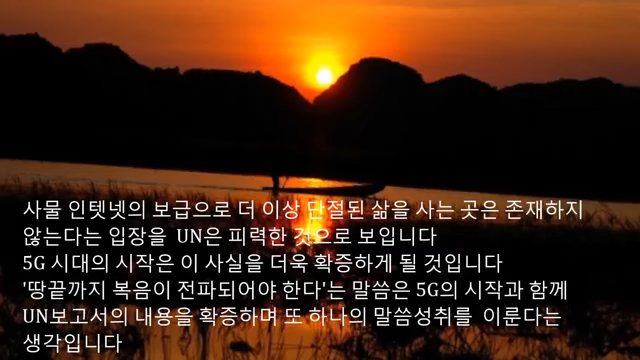 사물 인텟넷의 보급으로 더 이상 단절된 삶을 사는 곳은 존재하지
않는다는 입장을 UN은 피력한 것으로 보입니다
5G 시대의 시작은 이 사실을 더욱 확증하게 될 것입니다
'땅끝까지 복음이 전파되어야 한다'는 말씀은 5G의 시작과 함께
UN보고서의 내용을 확증하며 또 하나의 말씀성취를 이룬다는
생각입니다